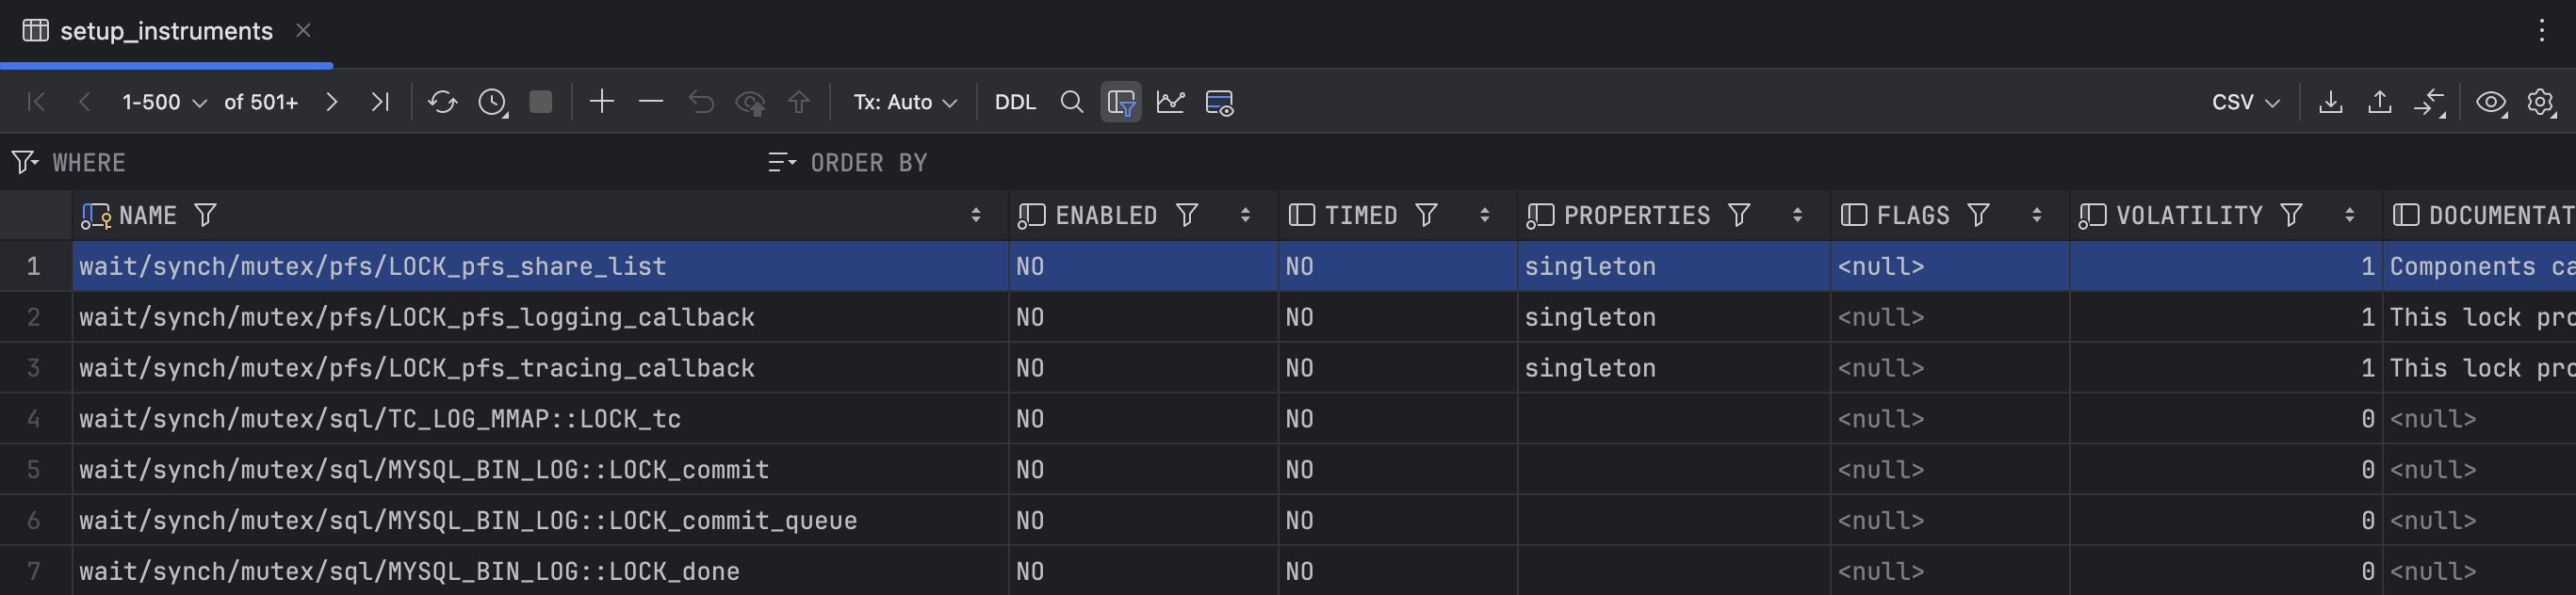 setup_instruments
1-500 of 501+ Tx: Auto DDL CSV
WHERE ORDER BY
NAME ENABLED TIMED PROPERTIES FLAGS VOLATILITY DOCUMENTAT
1 wait/synch/mutex/pfs/LOCK_pfs_share_list NO NO singleton <null> 1 Components ca
2 wait/synch/mutex/pfs/LOCK_pfs_logging_callback NO NO singleton <null> 1 This lock pro
3 wait/synch/mutex/pfs/LOCK_pfs_tracing_callback NO NO singleton <null> 1 This lock pro
4 wait/synch/mutex/sql/TC_LOG_MMAP::LOCK_tc NO NO <null> 0 <null>
5 wait/synch/mutex/sql/MYSQL_BIN_LOG::LOCK_commit NO NO <null> 0 <null>
6 wait/synch/mutex/sql/MYSQL_BIN_LOG::LOCK_commit_queue NO NO <null> 0 <null>
7 wait/synch/mutex/sql/MYSQL_BIN_LOG::LOCK_done NO NO <null> 0 <null>